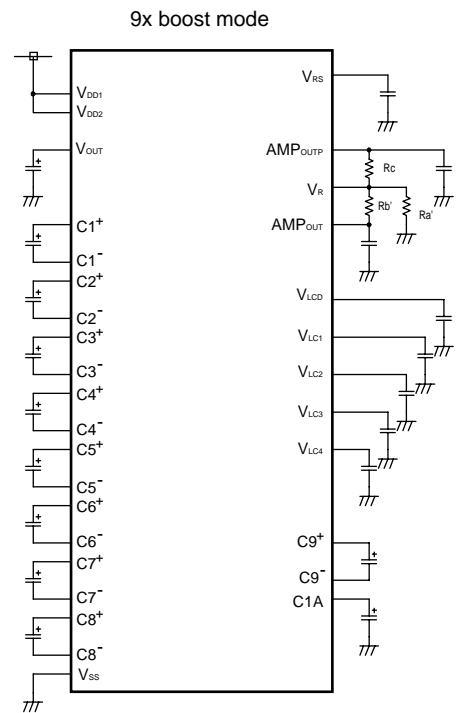 9x boost mode
VDD1
VDD2
VOUT
C1+
C1-
C2+
C2-
C3+
C3-
C4+
C4-
C5+
C5-
C6+
C6-
C7+
C7-
C8+
C8-
VSS
VRS
AMPOUTP
Rc
VR
Rb'
Ra'
AMPOUT
VLCD
VLC1
VLC2
VLC3
VLC4
C9+
C9-
C1A